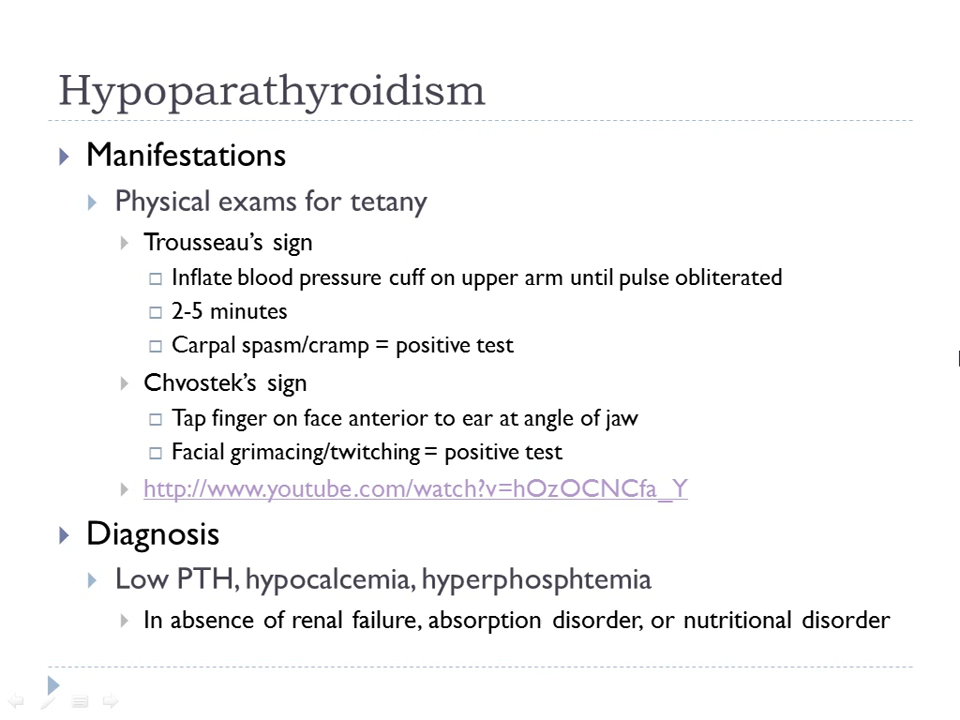 Hypoparathyroidism
Manifestations
Physical exams for tetany
Trousseau's sign
Inflate blood pressure cuff on upper arm until pulse obliterated
2-5 minutes
Carpal spasm/cramp = positive test
Chvostek's sign
Tap finger on face anterior to ear at angle of jaw
Facial grimacing/twitching = positive test
http://www.youtube.com/watch?v=hOzOCNCfa_Y
Diagnosis
Low PTH, hypocalcemia, hyperphosphtemia
In absence of renal failure, absorption disorder, or nutritional disorder